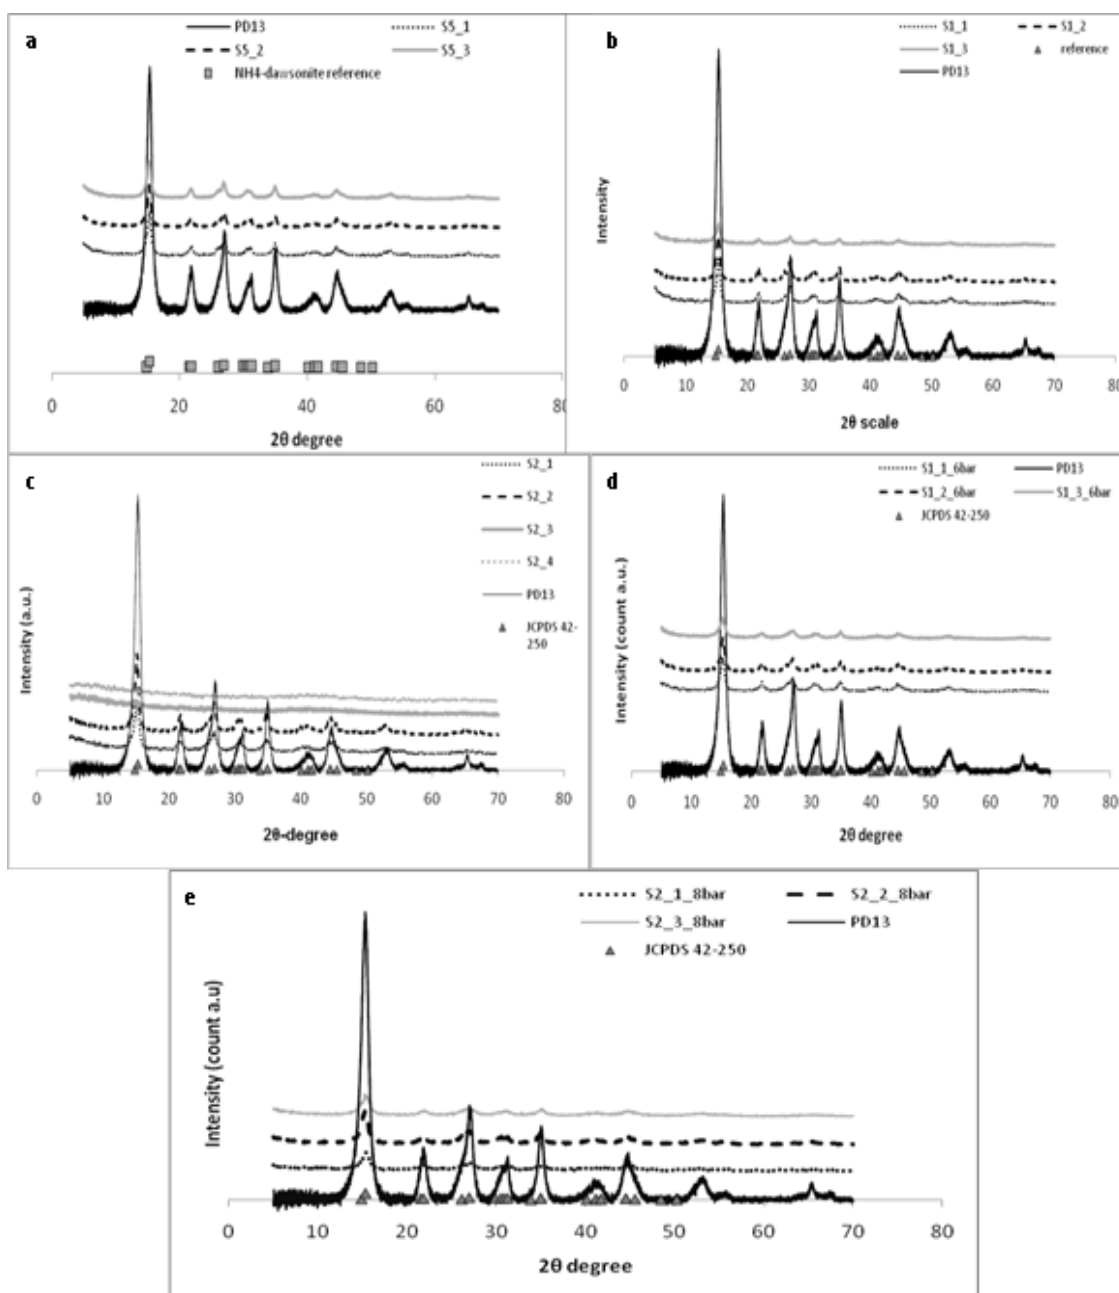 a
PD13 S5_1
S5_2 S5_3
NH4-dawsonite reference
0 20 40 60 80
2θ degree
b
S1_1 S1_2
S1_3 reference
PD13
Intensity
0 10 20 30 40 50 60 70 80
2θ scale
c
S2_1
S2_2
S2_3
S2_4
PD13
JCPDS 42-
250
Intensity (a.u.)
0 10 20 30 40 50 60 70 80
2θ-degree
d
S1_1_6bar PD13
S1_2_6bar S1_3_6bar
JCPDS 42-250
Intensity (count a.u.)
0 10 20 30 40 50 60 70 80
2θ degree
e
S2_1_8bar S2_2_8bar
S2_3_8bar PD13
JCPDS 42-250
Intensity (count a.u)
0 10 20 30 40 50 60 70 80
2θ degree